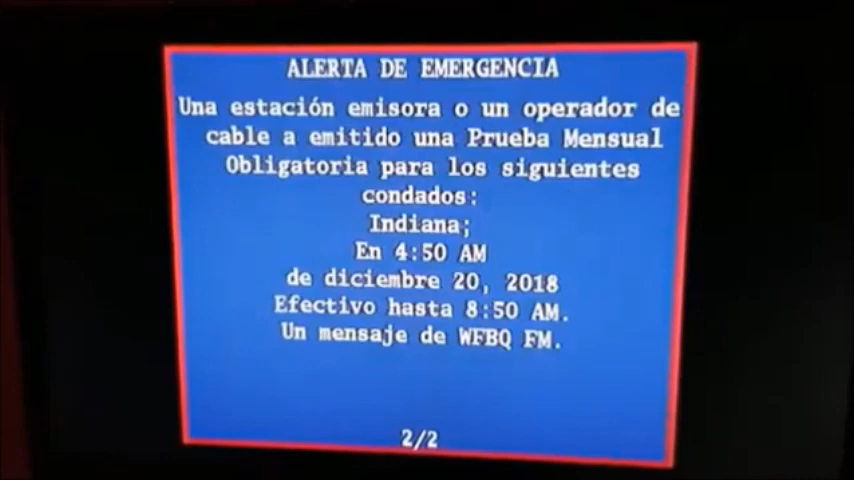 ALERTA DE EMERGENCIA
Una estación emisora o un operador de
cable a emitido una Prueba Mensual
Obligatoria para los siguientes
condados:
Indiana;
En 4:50 AM
de diciembre 20, 2018
Efectivo hasta 8:50 AM.
Un mensaje de WFBQ FM.
2/2